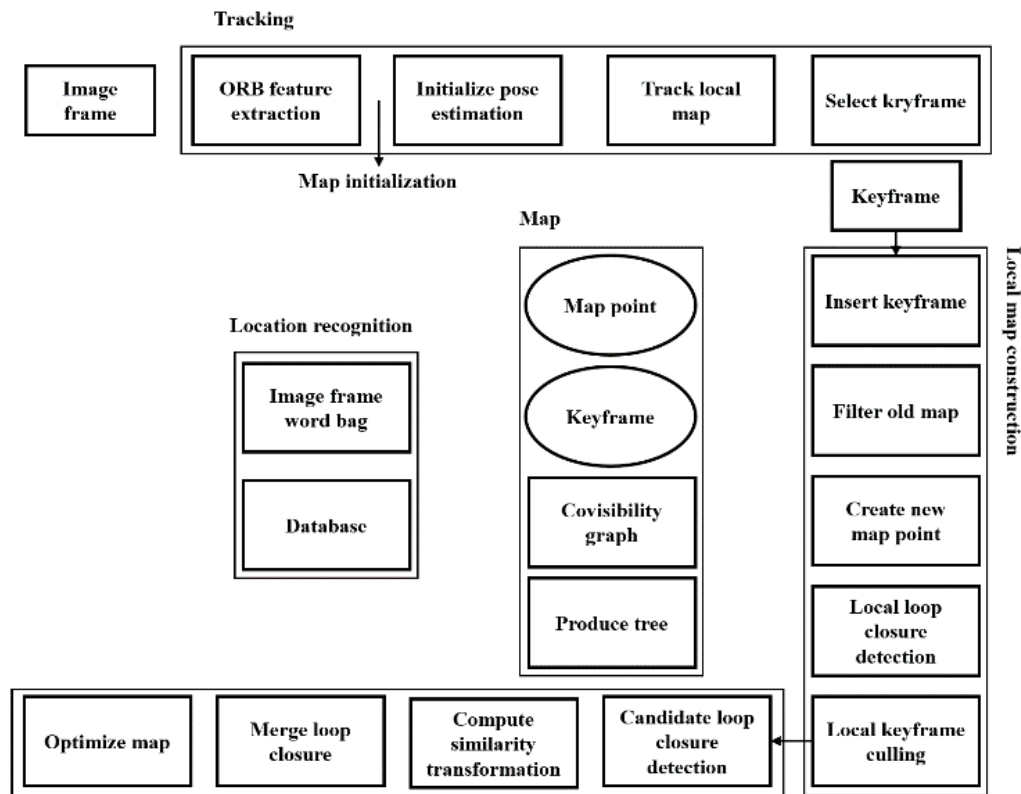 Tracking
Image
frame
ORB feature
extraction
Initialize pose
estimation
Track local
map
Select kryframe
Map initialization
Keyframe
Map
Map point
Keyframe
Covisibility
graph
Produce tree
Location recognition
Image frame
word bag
Database
Local map construction
Insert keyframe
Filter old map
Create new
map point
Local loop
closure
detection
Local keyframe
culling
Candidate loop
closure
detection
Compute
similarity
transformation
Merge loop
closure
Optimize map